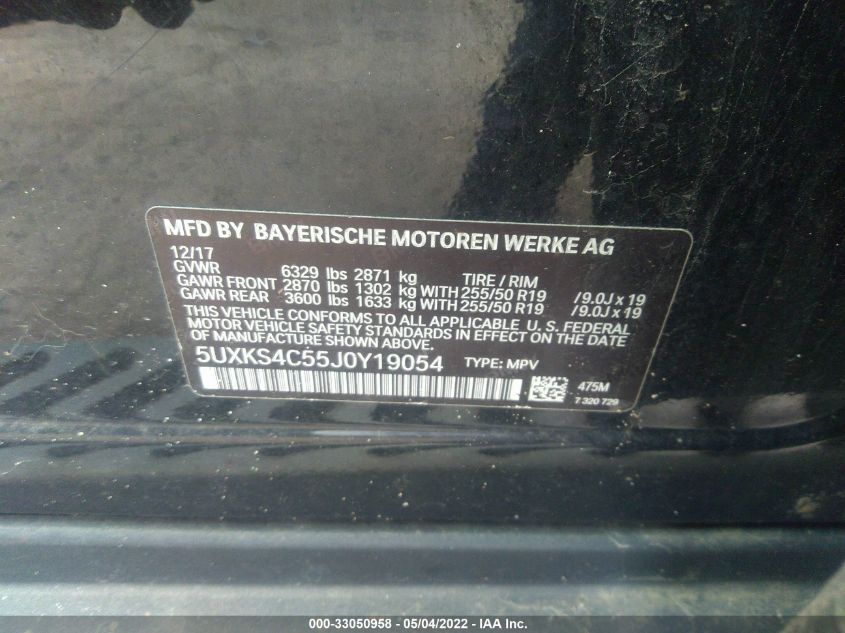 MFD BY BAYERISCHE MOTOREN WERKE AG
12/17
GVWR 6329 lbs 2871 kg TIRE / RIM
GAWR FRONT 2870 lbs 1302 kg WITH 255/50 R19 /9.0J x 19
GAWR REAR 3600 lbs 1633 kg WITH 255/50 R19 /9.0J x 19
THIS VEHICLE CONFORMS TO ALL APPLICABLE U. S. FEDERAL
MOTOR VEHICLE SAFETY STANDARDS IN EFFECT ON THE DATE
OF MANUFACTURE SHOWN ABOVE.
5UXKS4C55J0Y19054 TYPE: MPV
475M
7 320 729
000-33050958 - 05/04/2022 - IAA Inc.